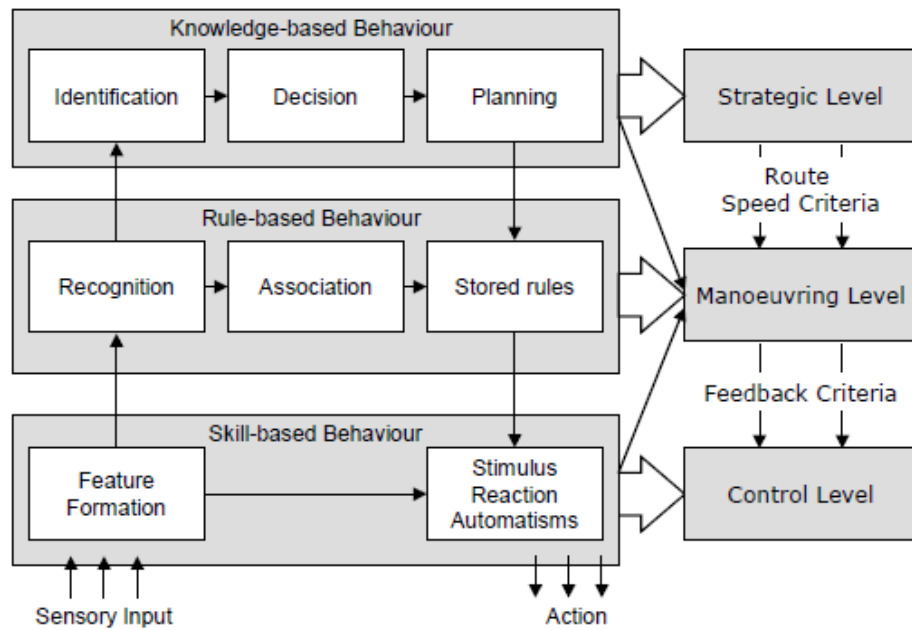 Knowledge-based Behaviour
Identification
Decision
Planning
Strategic Level
Route
Speed Criteria
Rule-based Behaviour
Recognition
Association
Stored rules
Manoeuvring Level
Feedback Criteria
Skill-based Behaviour
Feature
Formation
Stimulus
Reaction
Automatisms
Control Level
Sensory Input
Action